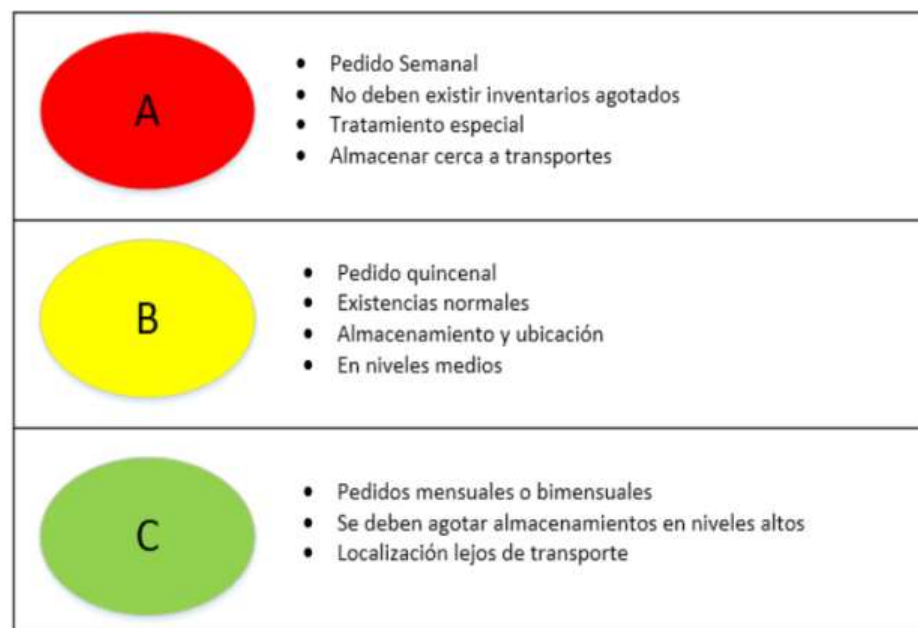 A
• Pedido Semanal
• No deben existir inventarios agotados
• Tratamiento especial
• Almacenar cerca a transportes
B
• Pedido quincenal
• Existencias normales
• Almacenamiento y ubicación
• En niveles medios
C
• Pedidos mensuales o bimensuales
• Se deben agotar almacenamientos en niveles altos
• Localización lejos de transporte